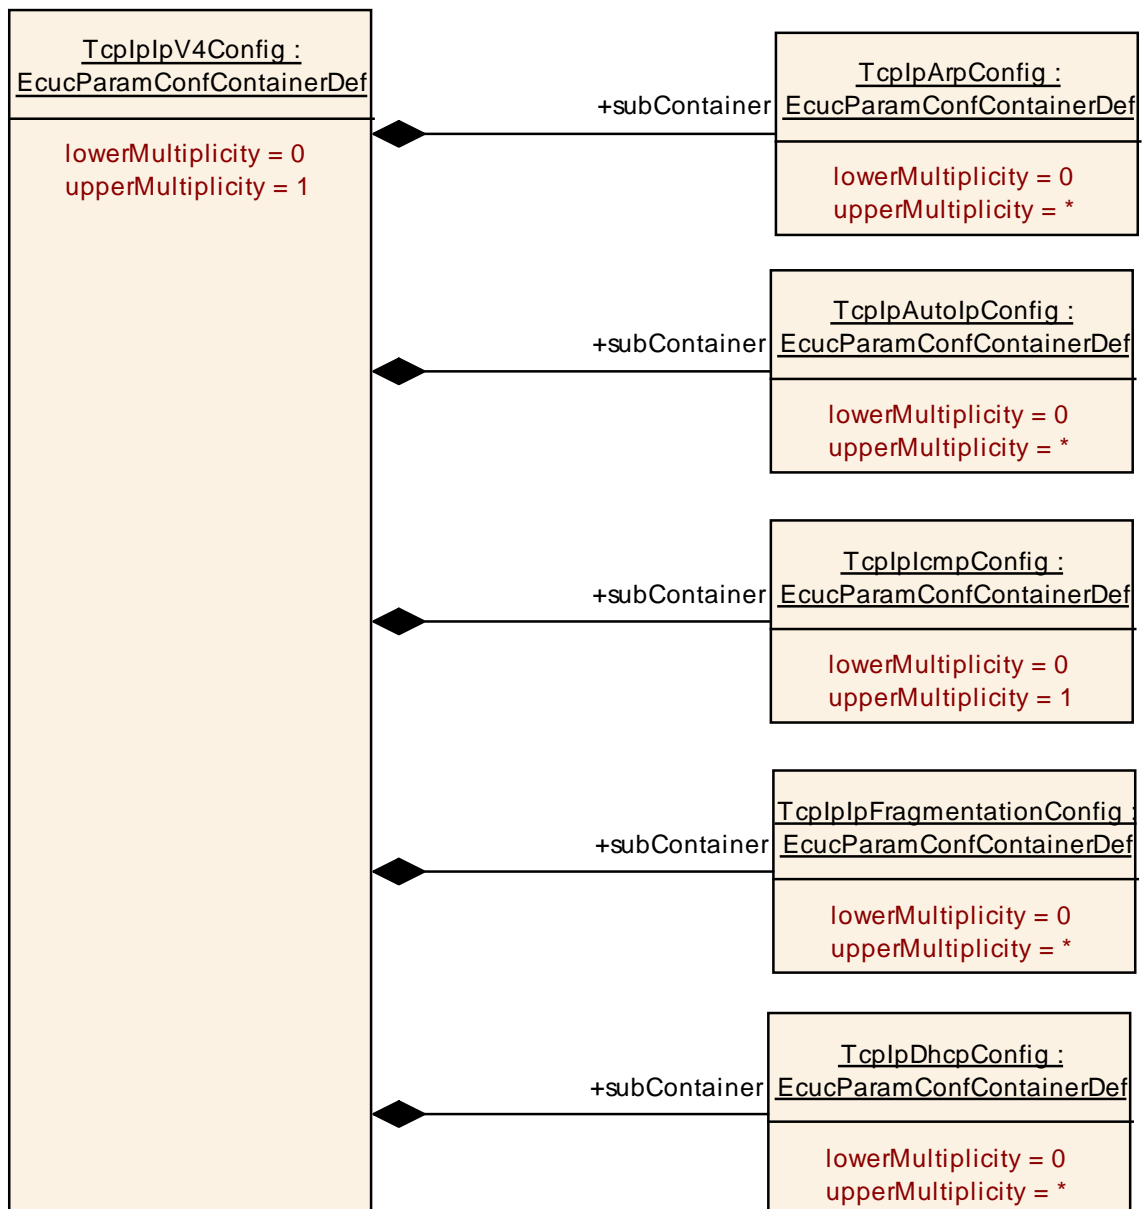 TcpIpIpV4Config :
EcucParamConfContainerDef
lowerMultiplicity = 0
upperMultiplicity = 1
+subContainer
TcpIpArpConfig :
EcucParamConfContainerDef
lowerMultiplicity = 0
upperMultiplicity = *
+subContainer
TcpIpAutoIpConfig :
EcucParamConfContainerDef
lowerMultiplicity = 0
upperMultiplicity = *
+subContainer
TcpIpIcmpConfig :
EcucParamConfContainerDef
lowerMultiplicity = 0
upperMultiplicity = 1
+subContainer
TcpIpIpFragmentationConfig :
EcucParamConfContainerDef
lowerMultiplicity = 0
upperMultiplicity = *
+subContainer
TcpIpDhcpConfig :
EcucParamConfContainerDef
lowerMultiplicity = 0
upperMultiplicity = *